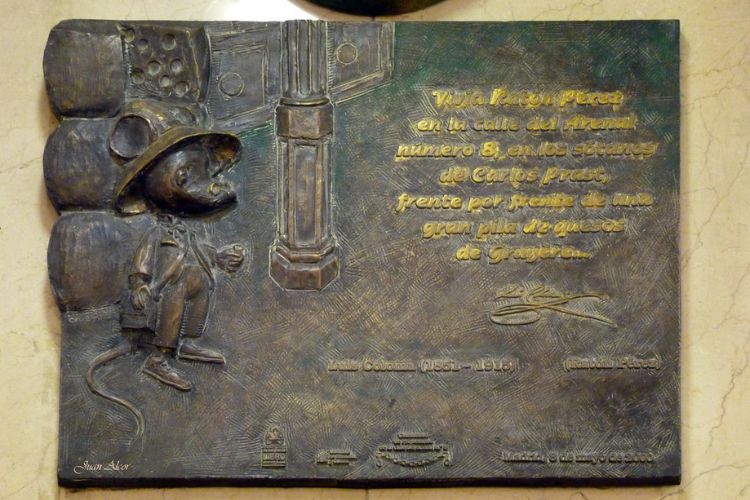 Vivía Ratón Pérez
en la calle del Arenal
número 8, en los sótanos
de Carlos Prast,
frente por frente de una
gran pila de quesos
de Gruyere...
Luis Coloma (1851 - 1915) (Ratón Pérez)
Madrid, de mayo de
Juan Alcor